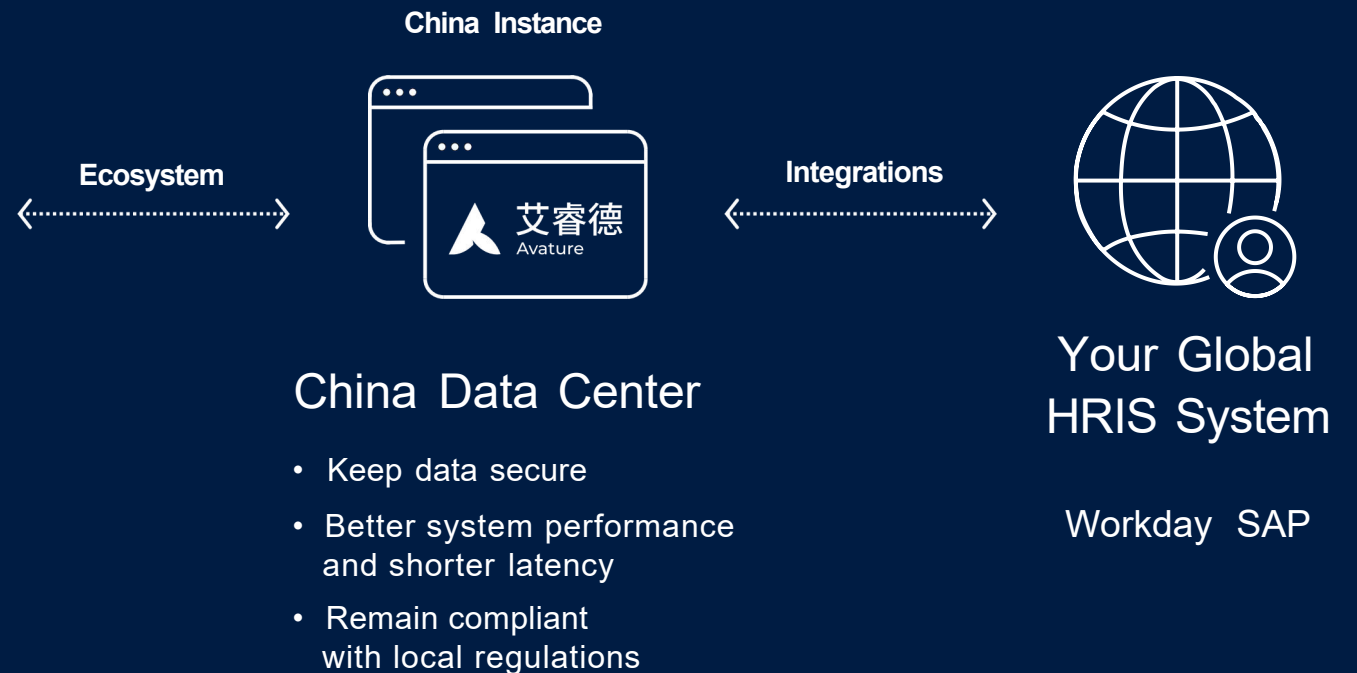 China Instance
Ecosystem
艾睿德
Avature
Integrations
China Data Center
• Keep data secure
• Better system performance
and shorter latency
• Remain compliant
with local regulations
Your Global
HRIS System
Workday SAP